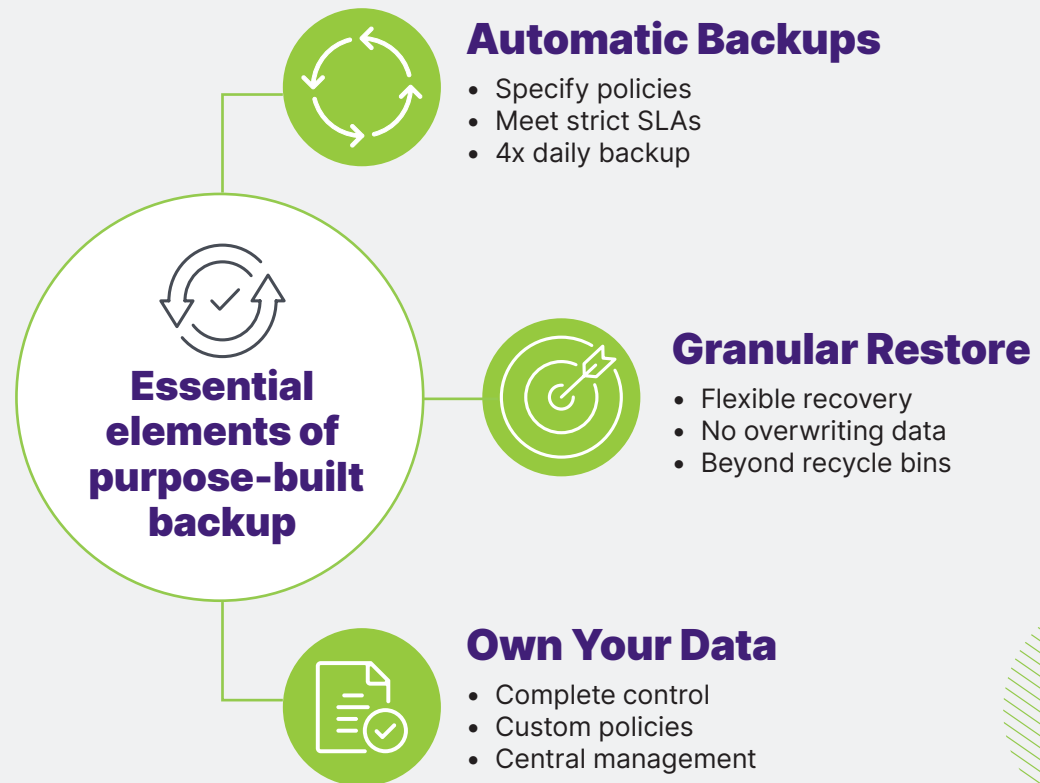 Automatic Backups
• Specify policies
• Meet strict SLAs
• 4x daily backup
Essential
elements of
purpose-built
backup
Granular Restore
• Flexible recovery
• No overwriting data
• Beyond recycle bins
Own Your Data
• Complete control
• Custom policies
• Central management